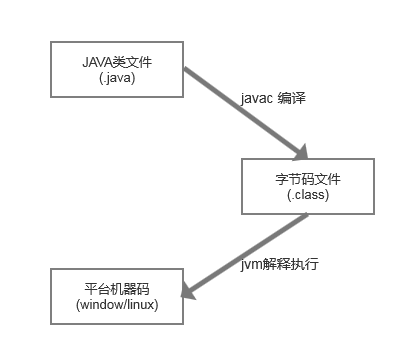 JAVA类文件
(.java)
javac 编译
字节码文件
(.class)
jvm解释执行
平台机器码
(window/linux)